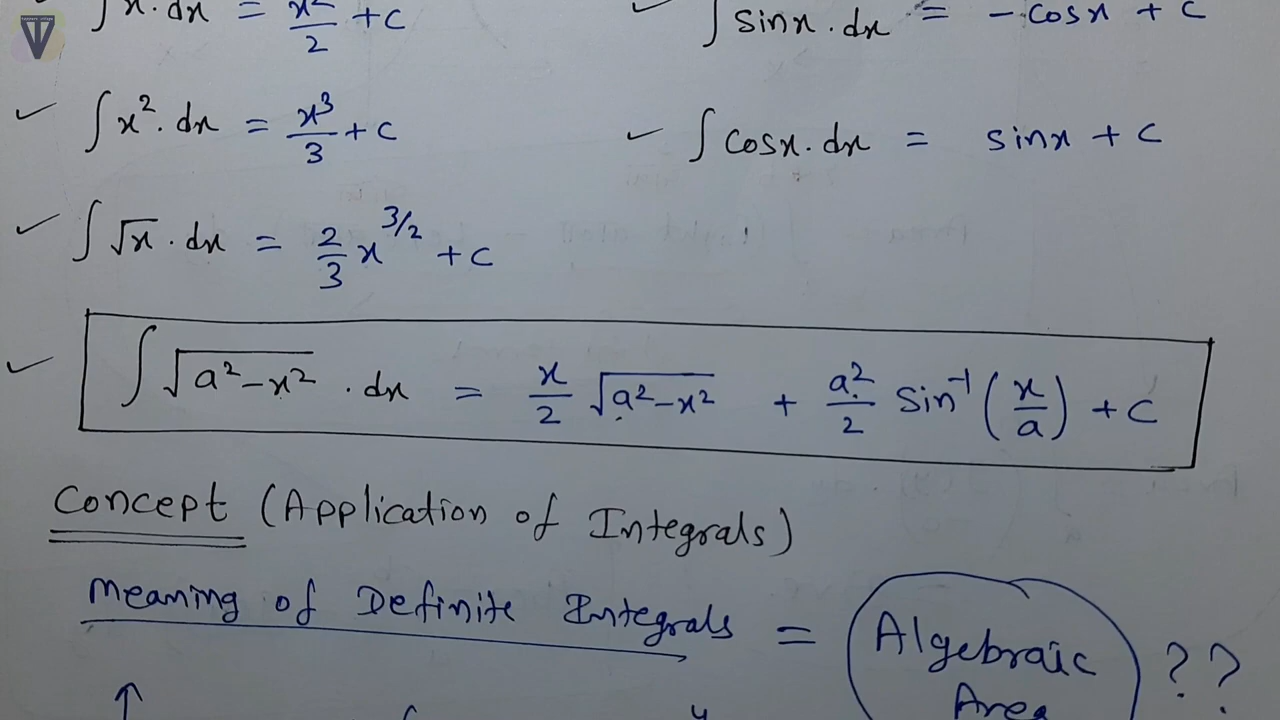 ∫x.dx = x²/2 + c
∫sinx.dx = -cosx + c
∫x².dx = x³/3 + c
∫cosx.dx = sinx + c
∫√x.dx = 2/3 x^3/2 + c
∫√a²-x² .dx = x/2 √a²-x² + a²/2 Sin⁻¹(x/a) + C
Concept (Application of Integrals)
Meaning of Definite Integrals = Algebraic Area ??
y